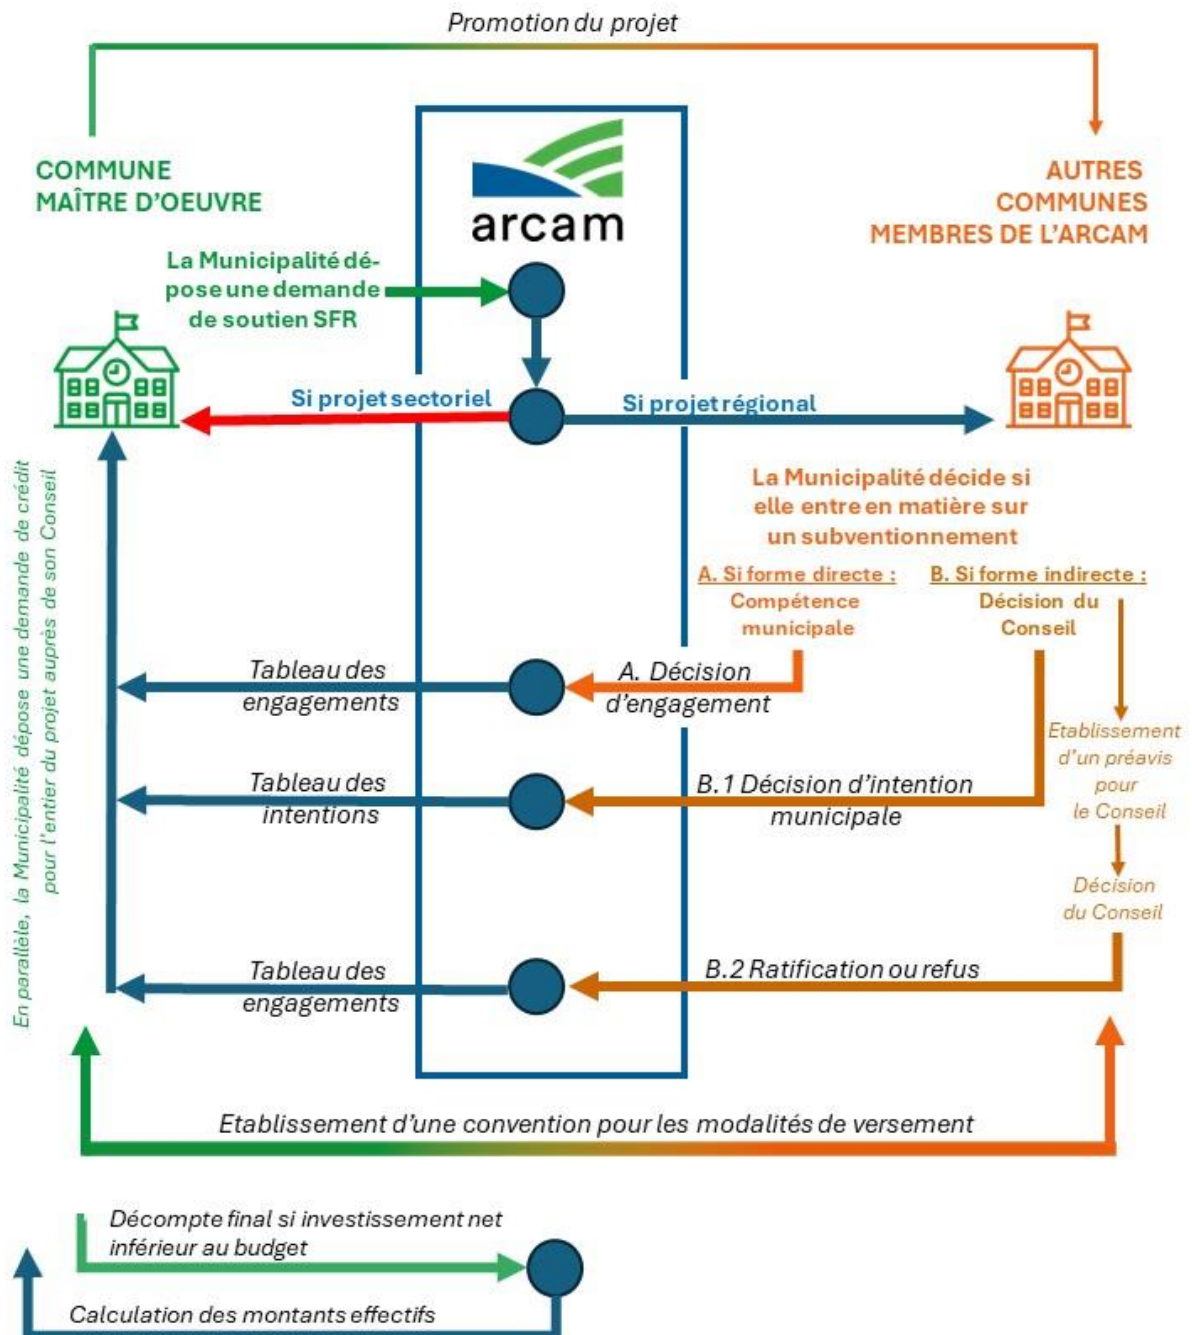 Promotion du projet
COMMUNE
MAÎTRE D'OEUVRE
arcam
AUTRES
COMMUNES
MEMBRES DE L'ARCAM
La Municipalité dé-
pose une demande
de soutien SFR
Si projet sectoriel
Si projet régional
En parallèle, la Municipalité dépose une demande de crédit
pour l'entier du projet auprès de son Conseil
La Municipalité décide si
elle entre en matière sur
un subventionnement
A. Si forme directe :
Compétence
municipale
B. Si forme indirecte :
Décision du
Conseil
Tableau des
engagements
A. Décision
d'engagement
Etablissement
d'un préavis
pour
le Conseil
Tableau des
intentions
B.1 Décision d'intention
municipale
Décision
du Conseil
Tableau des
engagements
B.2 Ratification ou refus
Etablissement d'une convention pour les modalités de versement
Décompte final si investissement net
inférieur au budget
Calculation des montants effectifs